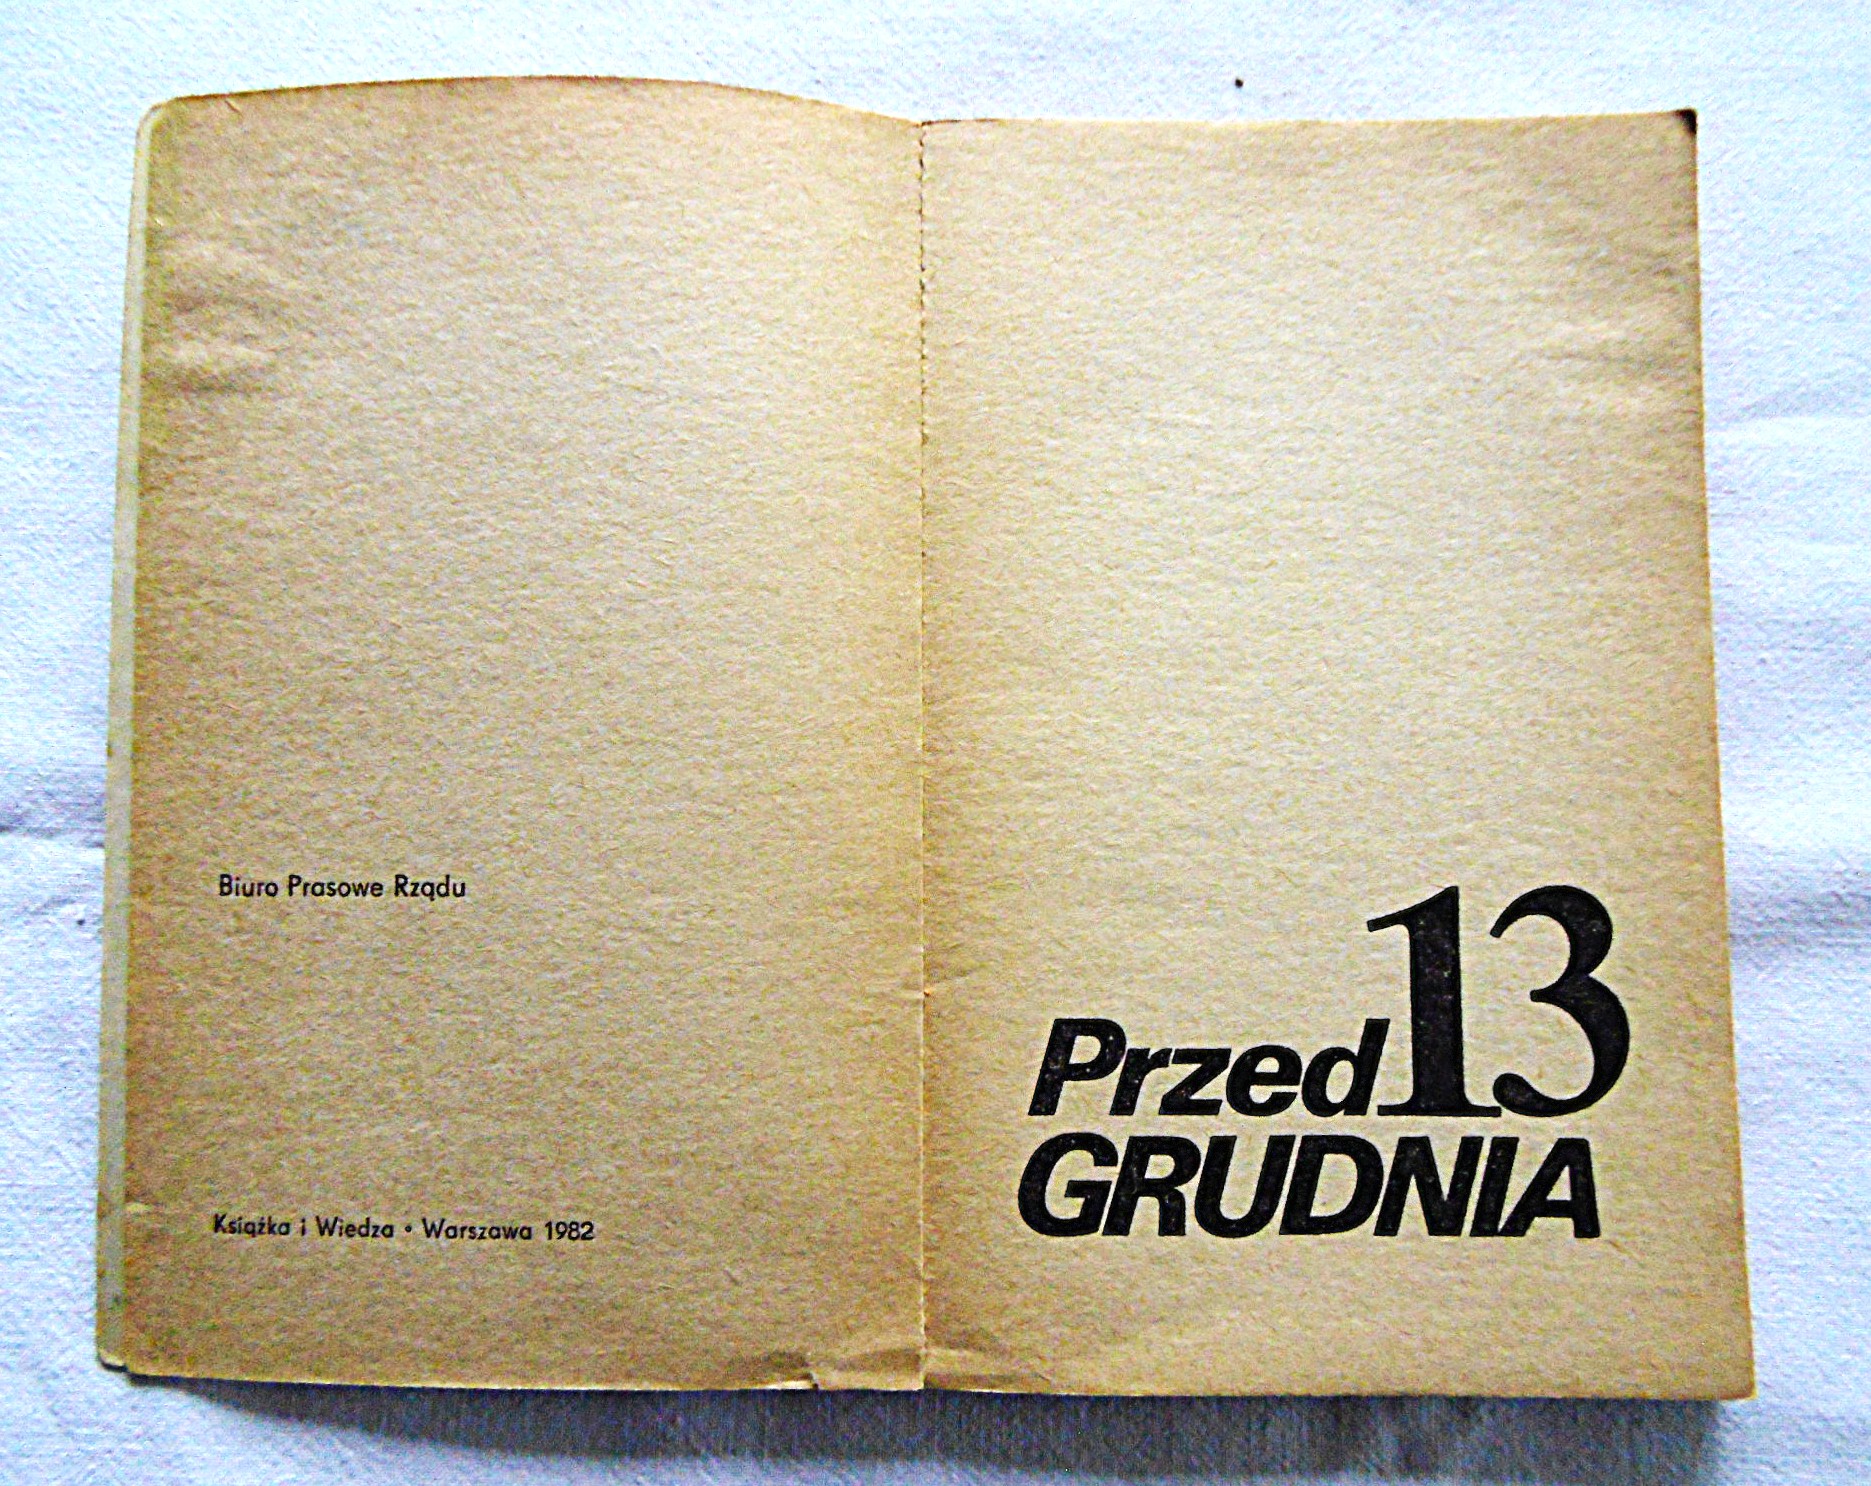 Biuro Prasowe Rządu
Książka i Wiedza • Warszawa 1982
Przed 13
GRUDNIA